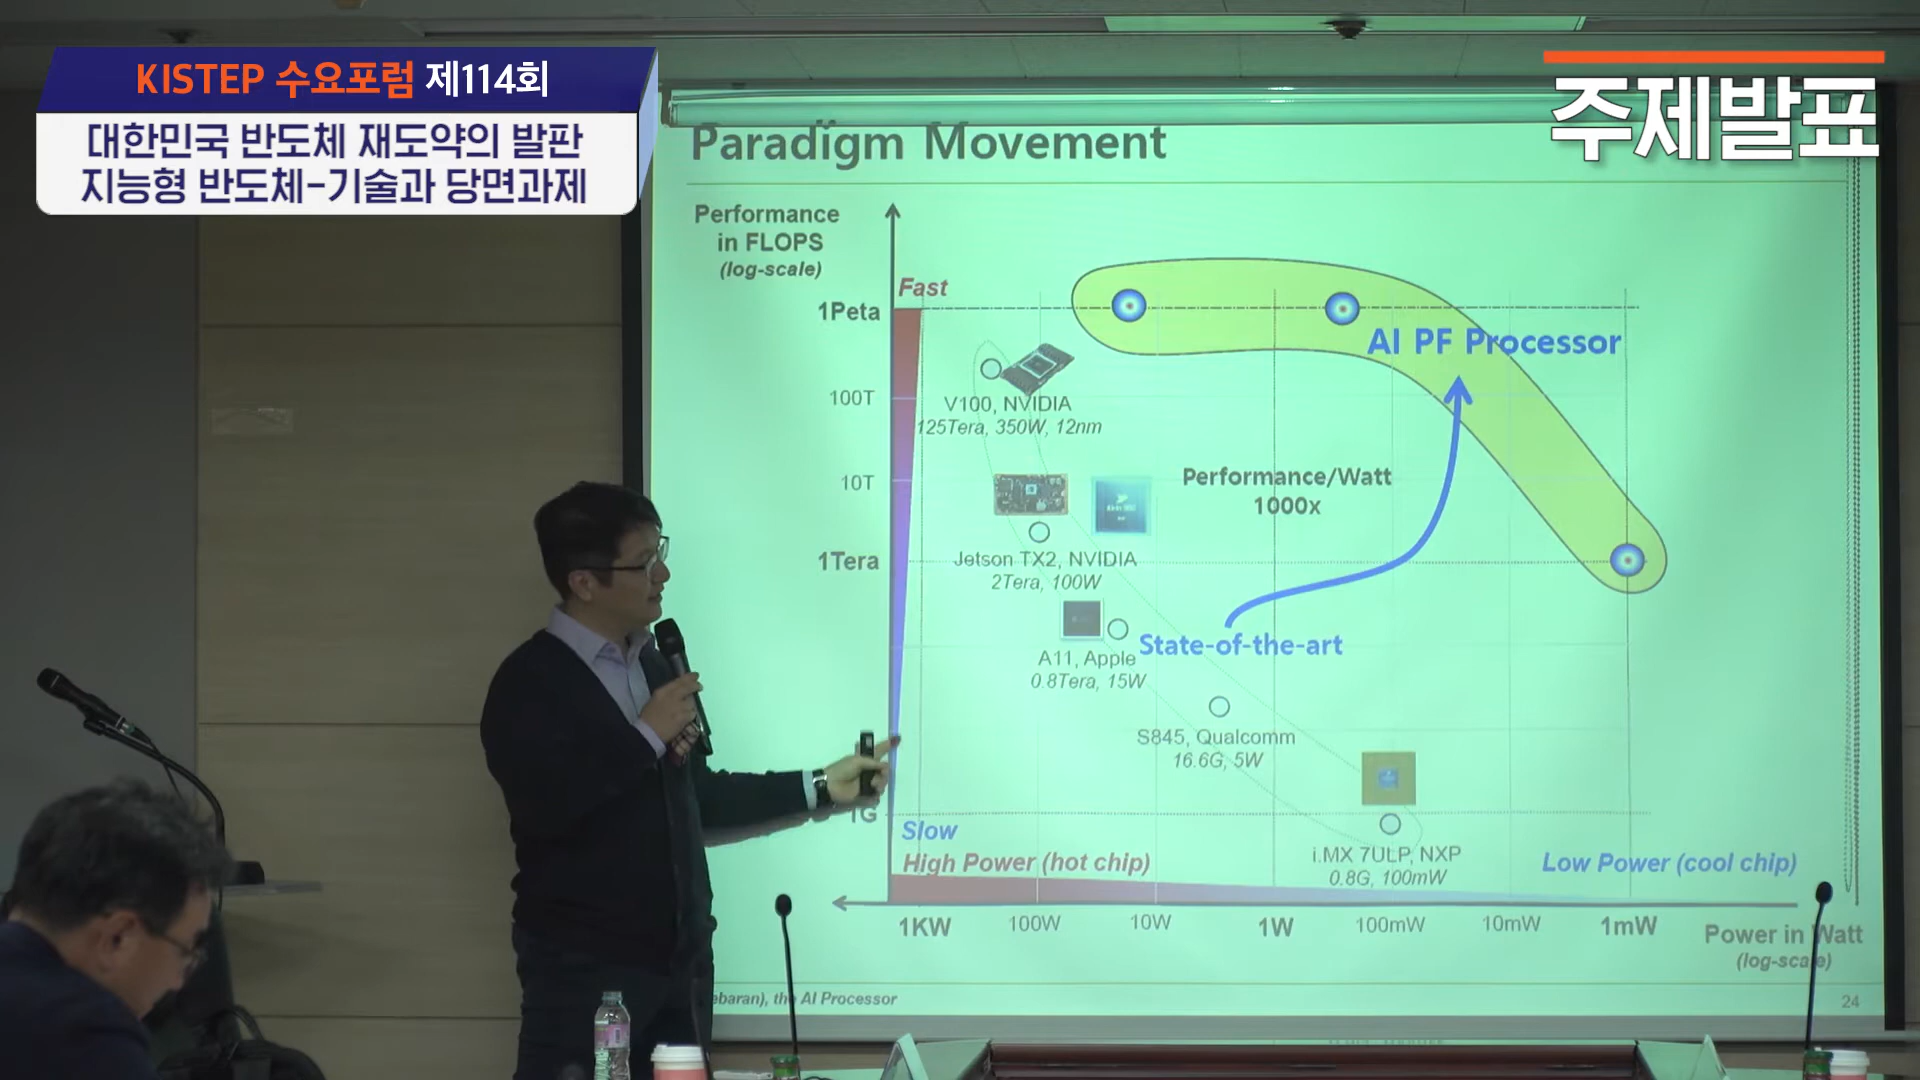 KISTEP 수요포럼 제114회
대한민국 반도체 재도약의 발판
지능형 반도체-기술과 당면과제
주제발표
Paradigm Movement
Performance
in FLOPS
(log-scale)
Fast
1Peta
AI PF Processor
100T
V100, NVIDIA
125Tera, 350W, 12nm
10T
Performance/Watt
1000x
1Tera
Jetson TX2, NVIDIA
2Tera, 100W
State-of-the-art
A11, Apple
0.8Tera, 15W
S845, Qualcomm
16.6G, 5W
1G
Slow
i.MX 7ULP, NXP
0.8G, 100mW
High Power (hot chip)
Low Power (cool chip)
1KW
100W
10W
1W
100mW
10mW
1mW
Power in Watt
(log-scale)
the AI Processor
24